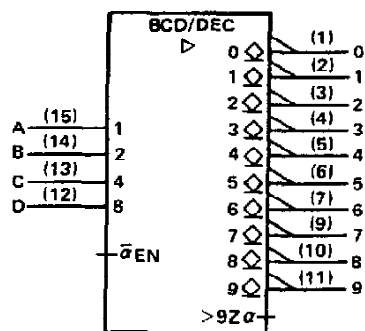 BCD/DEC
▷
0 ◇ (1) 0
1 ◇ (2) 1
2 ◇ (3) 2
3 ◇ (4) 3
4 ◇ (5) 4
5 ◇ (6) 5
6 ◇ (7) 6
7 ◇ (9) 7
8 ◇ (10) 8
9 ◇ (11) 9
A (15) 1
B (14) 2
C (13) 4
D (12) 8
α̅EN
>9Zα